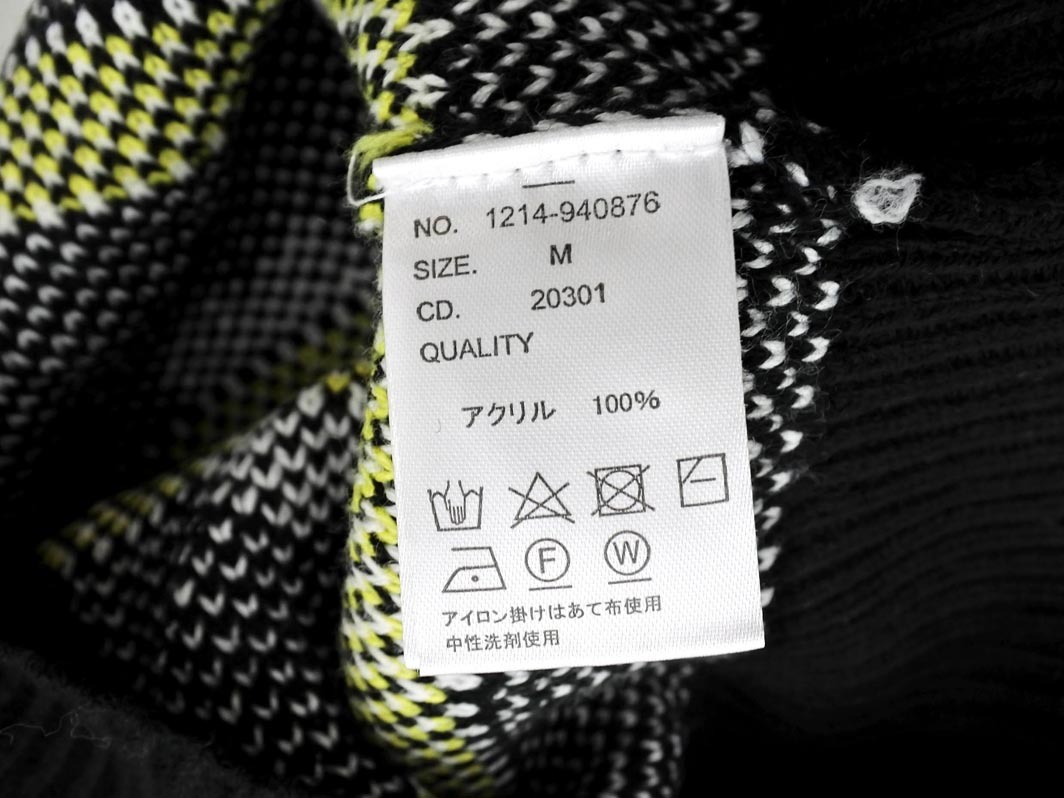 NO. 1214-940876
SIZE. M
CD. 20301
QUALITY
アクリル 100%
F W
アイロン掛けはあて布使用
中性洗剤使用